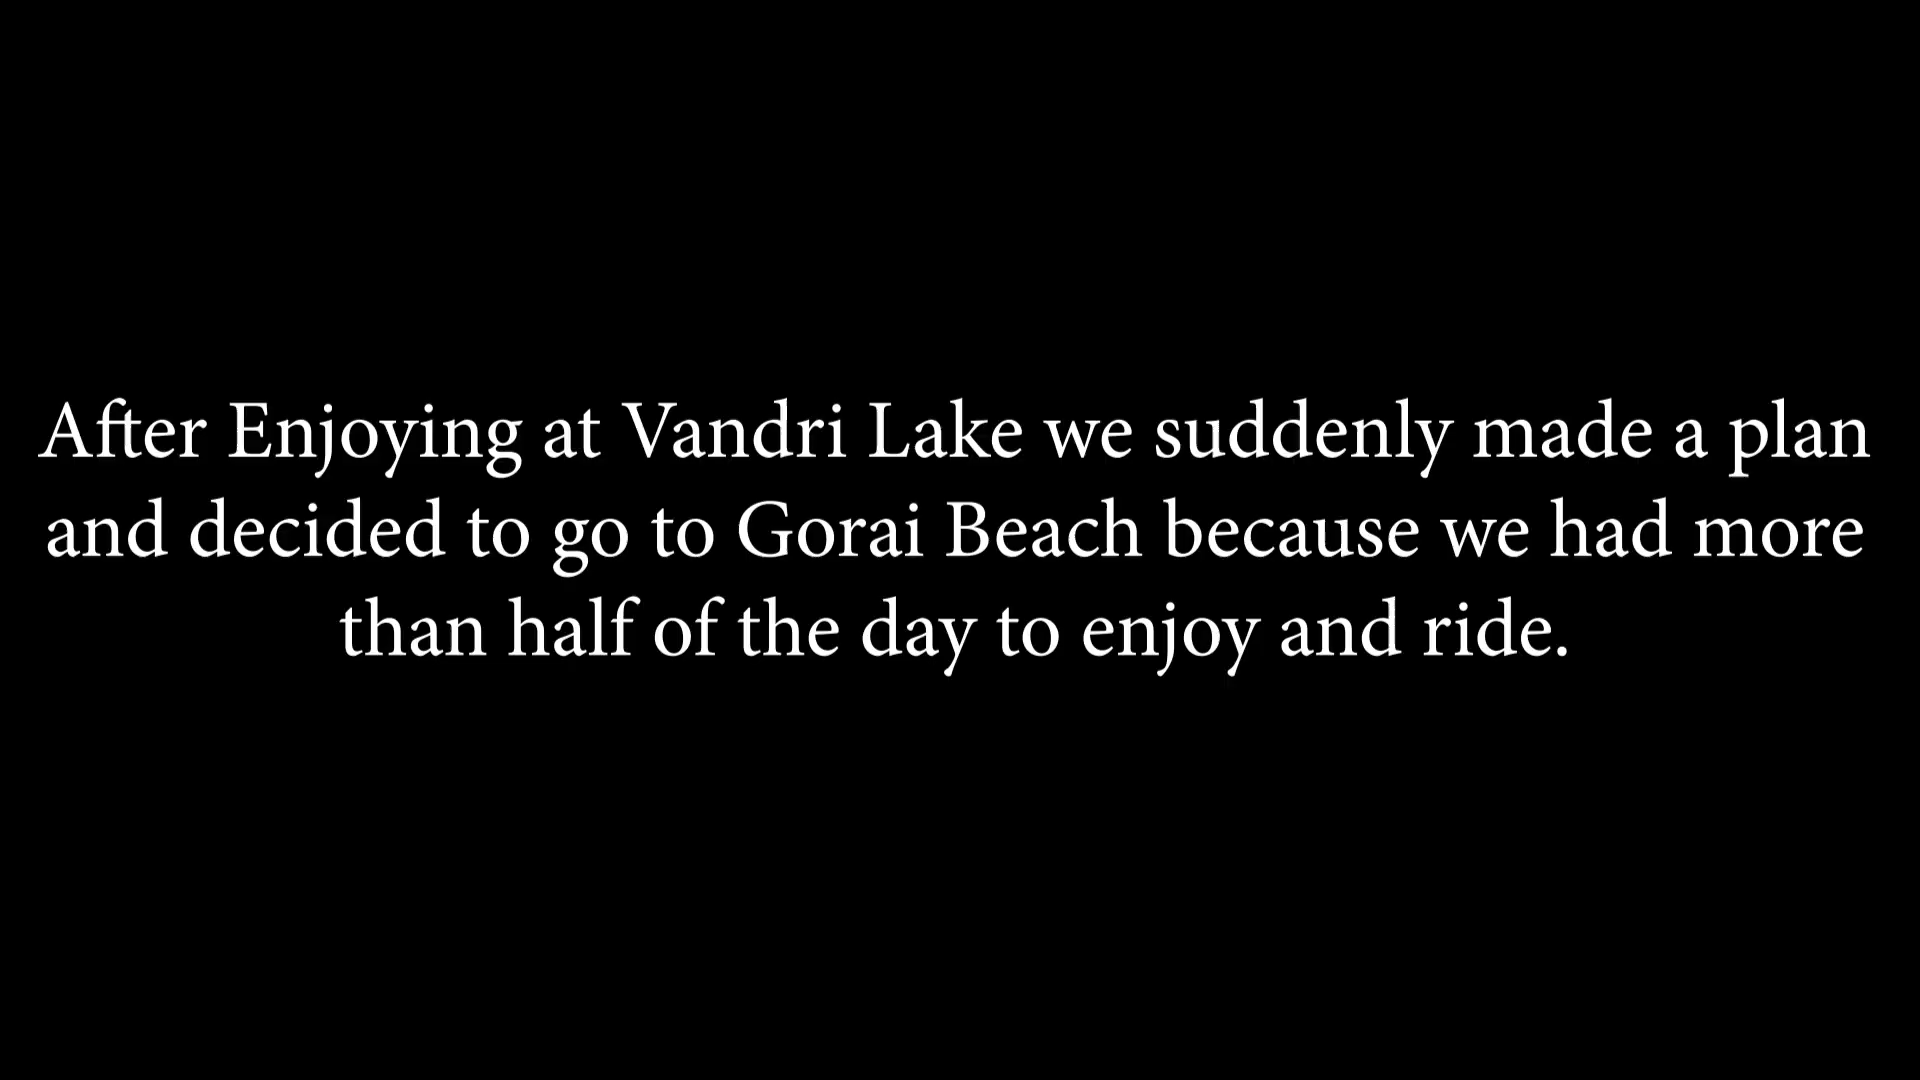 After Enjoying at Vandri Lake we suddenly made a plan
and decided to go to Gorai Beach because we had more
than half of the day to enjoy and ride.